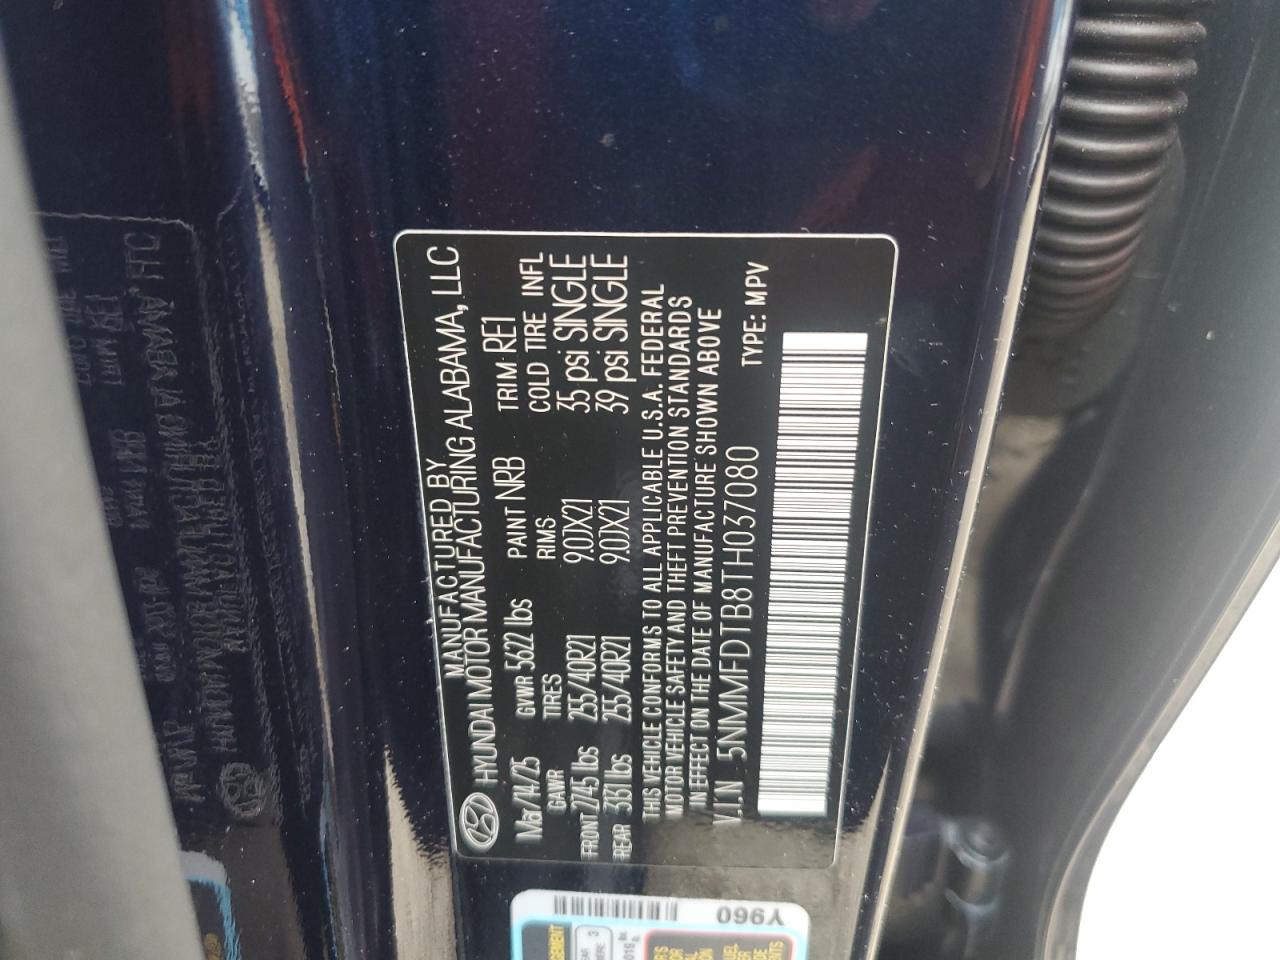 MANUFACTURED BY
HYUNDAI MOTOR MANUFACTURING ALABAMA, LLC
Mar/14/25 GVWR 5622 lbs PAINT NRB TRIM RE1
GAWR TIRES RIMS COLD TIRE INFL
FRONT 2745 lbs 255/40R21 9.0JX21 35 psi SINGLE
REAR 3131 lbs 255/40R21 9.0JX21 39 psi SINGLE
THIS VEHICLE CONFORMS TO ALL APPLICABLE U.S.A. FEDERAL
MOTOR VEHICLE SAFETY AND THEFT PREVENTION STANDARDS
IN EFFECT ON THE DATE OF MANUFACTURE SHOWN ABOVE
V.I.N 5NMMFDTB8TH037080
TYPE: MPV
Y960